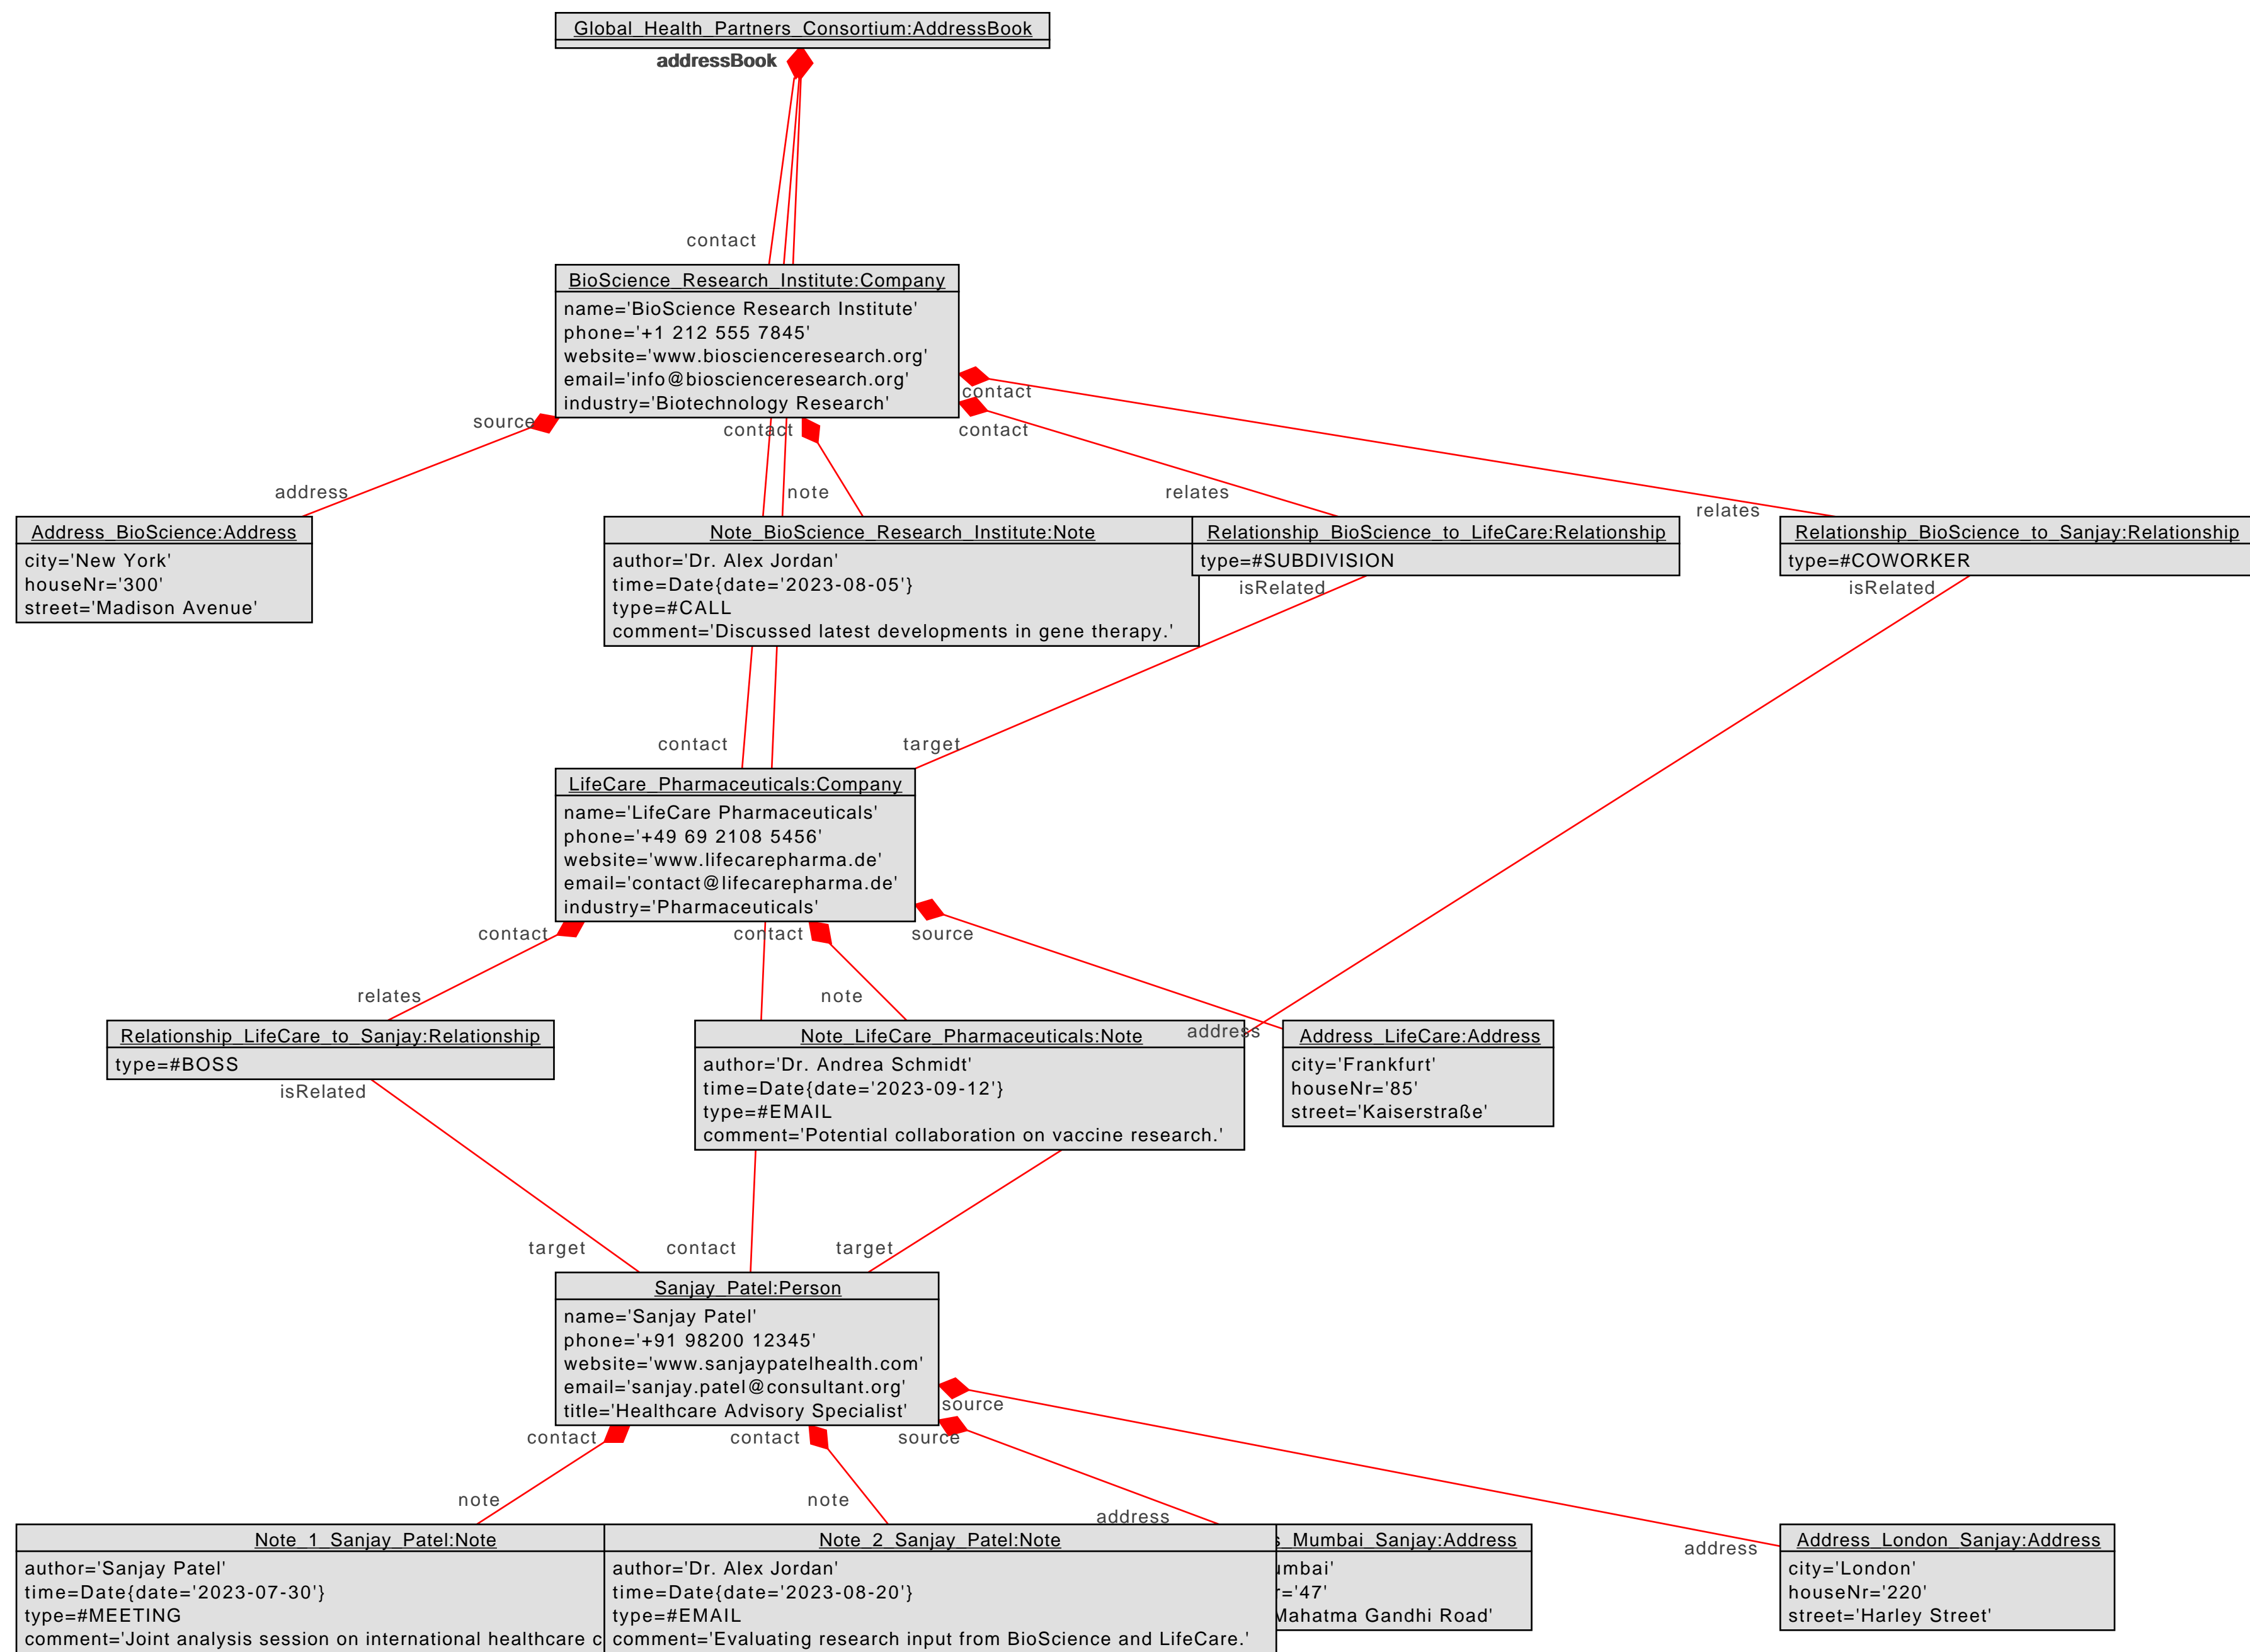 Global_Health_Partners_Consortium:AddressBook
addressBook
contact
BioScience_Research_Institute:Company
name='BioScience Research Institute'
phone='+1 212 555 7845'
website='www.bioscienceresearch.org'
email='info@bioscienceresearch.org'
industry='Biotechnology Research'
contact
source
contact
contact
address
note
relates
relates
Address_BioScience:Address
city='New York'
houseNr='300'
street='Madison Avenue'
Note_BioScience_Research_Institute:Note
author='Dr. Alex Jordan'
time=Date{date='2023-08-05'}
type=#CALL
comment='Discussed latest developments in gene therapy.'
Relationship_BioScience_to_LifeCare:Relationship
type=#SUBDIVISION
Relationship_BioScience_to_Sanjay:Relationship
type=#COWORKER
isRelated
isRelated
contact
target
LifeCare_Pharmaceuticals:Company
name='LifeCare Pharmaceuticals'
phone='+49 69 2108 5456'
website='www.lifecarepharma.de'
email='contact@lifecarepharma.de'
industry='Pharmaceuticals'
contact
contact
source
relates
note
address
Relationship_LifeCare_to_Sanjay:Relationship
type=#BOSS
Note_LifeCare_Pharmaceuticals:Note
author='Dr. Andrea Schmidt'
time=Date{date='2023-09-12'}
type=#EMAIL
comment='Potential collaboration on vaccine research.'
Address_LifeCare:Address
city='Frankfurt'
houseNr='85'
street='Kaiserstraße'
isRelated
target
contact
target
Sanjay_Patel:Person
name='Sanjay Patel'
phone='+91 98200 12345'
website='www.sanjaypatelhealth.com'
email='sanjay.patel@consultant.org'
title='Healthcare Advisory Specialist'
source
contact
contact
source
note
note
address
address
Note_1_Sanjay_Patel:Note
author='Sanjay Patel'
time=Date{date='2023-07-30'}
type=#MEETING
comment='Joint analysis session on international healthcare
Note_2_Sanjay_Patel:Note
author='Dr. Alex Jordan'
time=Date{date='2023-08-20'}
type=#EMAIL
comment='Evaluating research input from BioScience and LifeCare.'
_Mumbai_Sanjay:Address
='47'
Mahatma Gandhi Road'
Address_London_Sanjay:Address
city='London'
houseNr='220'
street='Harley Street'